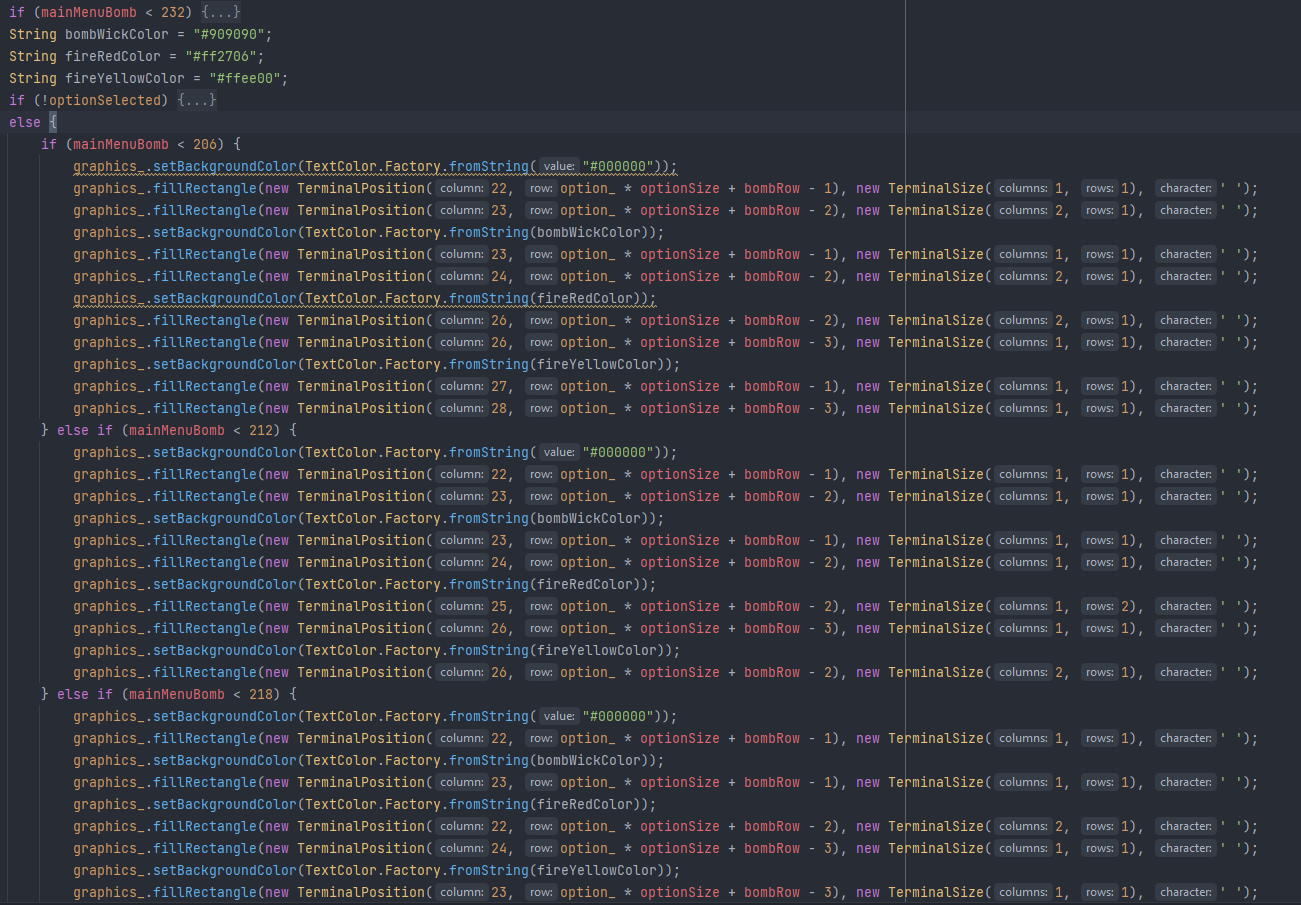 if (mainMenuBomb < 232) {...}
String bombWickColor = "#909090";
String fireRedColor = "#ff2706";
String fireYellowColor = "#ffee00";
if (!optionSelected) {...}
else {
if (mainMenuBomb < 206) {
graphics_.setBackgroundColor(TextColor.Factory.fromString( value: "#000000"));
graphics_.fillRectangle(new TerminalPosition( column: 22, row: option_ * optionSize + bombRow - 1), new TerminalSize( columns: 1, rows: 1), character: ' ');
graphics_.fillRectangle(new TerminalPosition( column: 23, row: option_ * optionSize + bombRow - 2), new TerminalSize( columns: 2, rows: 1), character: ' ');
graphics_.setBackgroundColor(TextColor.Factory.fromString(bombWickColor));
graphics_.fillRectangle(new TerminalPosition( column: 23, row: option_ * optionSize + bombRow - 1), new TerminalSize( columns: 1, rows: 1), character: ' ');
graphics_.fillRectangle(new TerminalPosition( column: 24, row: option_ * optionSize + bombRow - 2), new TerminalSize( columns: 2, rows: 1), character: ' ');
graphics_.setBackgroundColor(TextColor.Factory.fromString(fireRedColor));
graphics_.fillRectangle(new TerminalPosition( column: 26, row: option_ * optionSize + bombRow - 2), new TerminalSize( columns: 2, rows: 1), character: ' ');
graphics_.fillRectangle(new TerminalPosition( column: 26, row: option_ * optionSize + bombRow - 3), new TerminalSize( columns: 1, rows: 1), character: ' ');
graphics_.setBackgroundColor(TextColor.Factory.fromString(fireYellowColor));
graphics_.fillRectangle(new TerminalPosition( column: 27, row: option_ * optionSize + bombRow - 1), new TerminalSize( columns: 1, rows: 1), character: ' ');
graphics_.fillRectangle(new TerminalPosition( column: 28, row: option_ * optionSize + bombRow - 3), new TerminalSize( columns: 1, rows: 1), character: ' ');
} else if (mainMenuBomb < 212) {
graphics_.setBackgroundColor(TextColor.Factory.fromString( value: "#000000"));
graphics_.fillRectangle(new TerminalPosition( column: 22, row: option_ * optionSize + bombRow - 1), new TerminalSize( columns: 1, rows: 1), character: ' ');
graphics_.fillRectangle(new TerminalPosition( column: 23, row: option_ * optionSize + bombRow - 2), new TerminalSize( columns: 1, rows: 1), character: ' ');
graphics_.setBackgroundColor(TextColor.Factory.fromString(bombWickColor));
graphics_.fillRectangle(new TerminalPosition( column: 23, row: option_ * optionSize + bombRow - 1), new TerminalSize( columns: 1, rows: 1), character: ' ');
graphics_.fillRectangle(new TerminalPosition( column: 24, row: option_ * optionSize + bombRow - 2), new TerminalSize( columns: 1, rows: 1), character: ' ');
graphics_.setBackgroundColor(TextColor.Factory.fromString(fireRedColor));
graphics_.fillRectangle(new TerminalPosition( column: 25, row: option_ * optionSize + bombRow - 2), new TerminalSize( columns: 1, rows: 2), character: ' ');
graphics_.fillRectangle(new TerminalPosition( column: 26, row: option_ * optionSize + bombRow - 3), new TerminalSize( columns: 1, rows: 1), character: ' ');
graphics_.setBackgroundColor(TextColor.Factory.fromString(fireYellowColor));
graphics_.fillRectangle(new TerminalPosition( column: 26, row: option_ * optionSize + bombRow - 2), new TerminalSize( columns: 2, rows: 1), character: ' ');
} else if (mainMenuBomb < 218) {
graphics_.setBackgroundColor(TextColor.Factory.fromString( value: "#000000"));
graphics_.fillRectangle(new TerminalPosition( column: 22, row: option_ * optionSize + bombRow - 1), new TerminalSize( columns: 1, rows: 1), character: ' ');
graphics_.setBackgroundColor(TextColor.Factory.fromString(bombWickColor));
graphics_.fillRectangle(new TerminalPosition( column: 23, row: option_ * optionSize + bombRow - 1), new TerminalSize( columns: 1, rows: 1), character: ' ');
graphics_.setBackgroundColor(TextColor.Factory.fromString(fireRedColor));
graphics_.fillRectangle(new TerminalPosition( column: 22, row: option_ * optionSize + bombRow - 2), new TerminalSize( columns: 2, rows: 1), character: ' ');
graphics_.fillRectangle(new TerminalPosition( column: 24, row: option_ * optionSize + bombRow - 3), new TerminalSize( columns: 1, rows: 1), character: ' ');
graphics_.setBackgroundColor(TextColor.Factory.fromString(fireYellowColor));
graphics_.fillRectangle(new TerminalPosition( column: 23, row: option_ * optionSize + bombRow - 3), new TerminalSize( columns: 1, rows: 1), character: ' ');